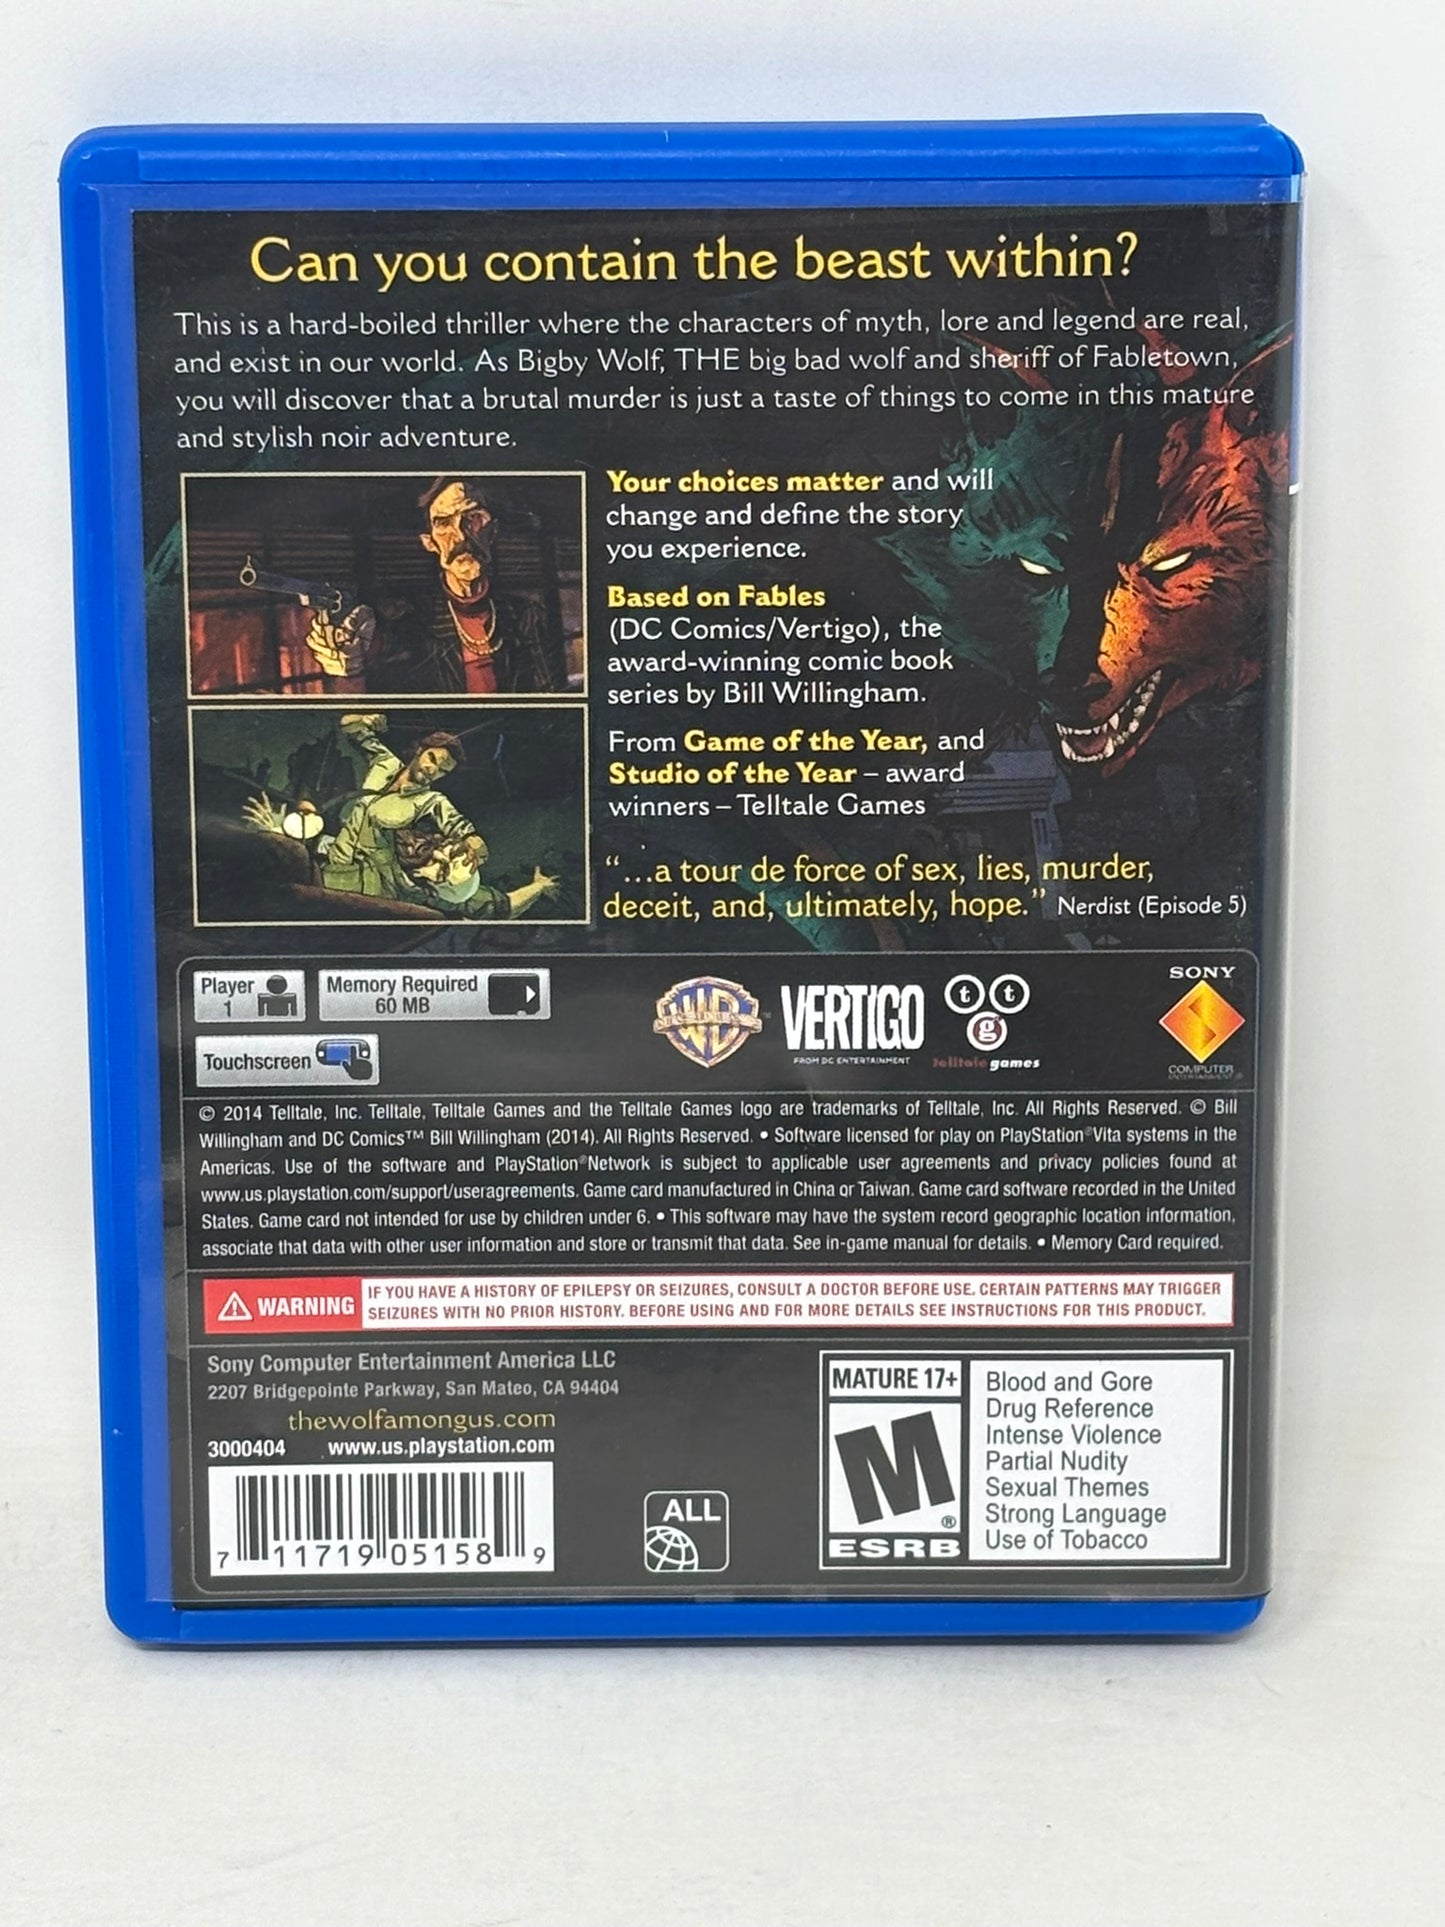 Can you contain the beast within?
This is a hard-boiled thriller where the characters of myth, lore and legend are real,
and exist in our world. As Bigby Wolf, THE big bad wolf and sheriff of Fabletown,
you will discover that a brutal murder is just a taste of things to come in this mature
and stylish noir adventure.
Your choices matter and will
change and define the story
you experience.
Based on Fables
(DC Comics/Vertigo), the
award-winning comic book
series by Bill Willingham.
From Game of the Year, and
Studio of the Year – award
winners – Telltale Games
“...a tour de force of sex, lies, murder,
deceit, and, ultimately, hope.” Nerdist (Episode 5)
Player
1
Memory Required
60 MB
Touchscreen
WB
VERTIGO
FROM DC ENTERTAINMENT
t t
g
telltale games
SONY
COMPUTER
ENTERTAINMENT®
© 2014 Telltale, Inc. Telltale, Telltale Games and the Telltale Games logo are trademarks of Telltale, Inc. All Rights Reserved. © Bill
Willingham and DC Comics™ Bill Willingham (2014). All Rights Reserved. • Software licensed for play on PlayStation®Vita systems in the
Americas. Use of the software and PlayStation®Network is subject to applicable user agreements and privacy policies found at
www.us.playstation.com/support/useragreements. Game card manufactured in China or Taiwan. Game card software recorded in the United
States. Game card not intended for use by children under 6. • This software may have the system record geographic location information,
associate that data with other user information and store or transmit that data. See in-game manual for details. • Memory Card required.
WARNING
IF YOU HAVE A HISTORY OF EPILEPSY OR SEIZURES, CONSULT A DOCTOR BEFORE USE. CERTAIN PATTERNS MAY TRIGGER
SEIZURES WITH NO PRIOR HISTORY. BEFORE USING AND FOR MORE DETAILS SEE INSTRUCTIONS FOR THIS PRODUCT.
Sony Computer Entertainment America LLC
2207 Bridgepointe Parkway, San Mateo, CA 94404
thewolfamongus.com
3000404 www.us.playstation.com
7 11719 05158 9
ALL
MATURE 17+
M
®
ESRB
Blood and Gore
Drug Reference
Intense Violence
Partial Nudity
Sexual Themes
Strong Language
Use of Tobacco